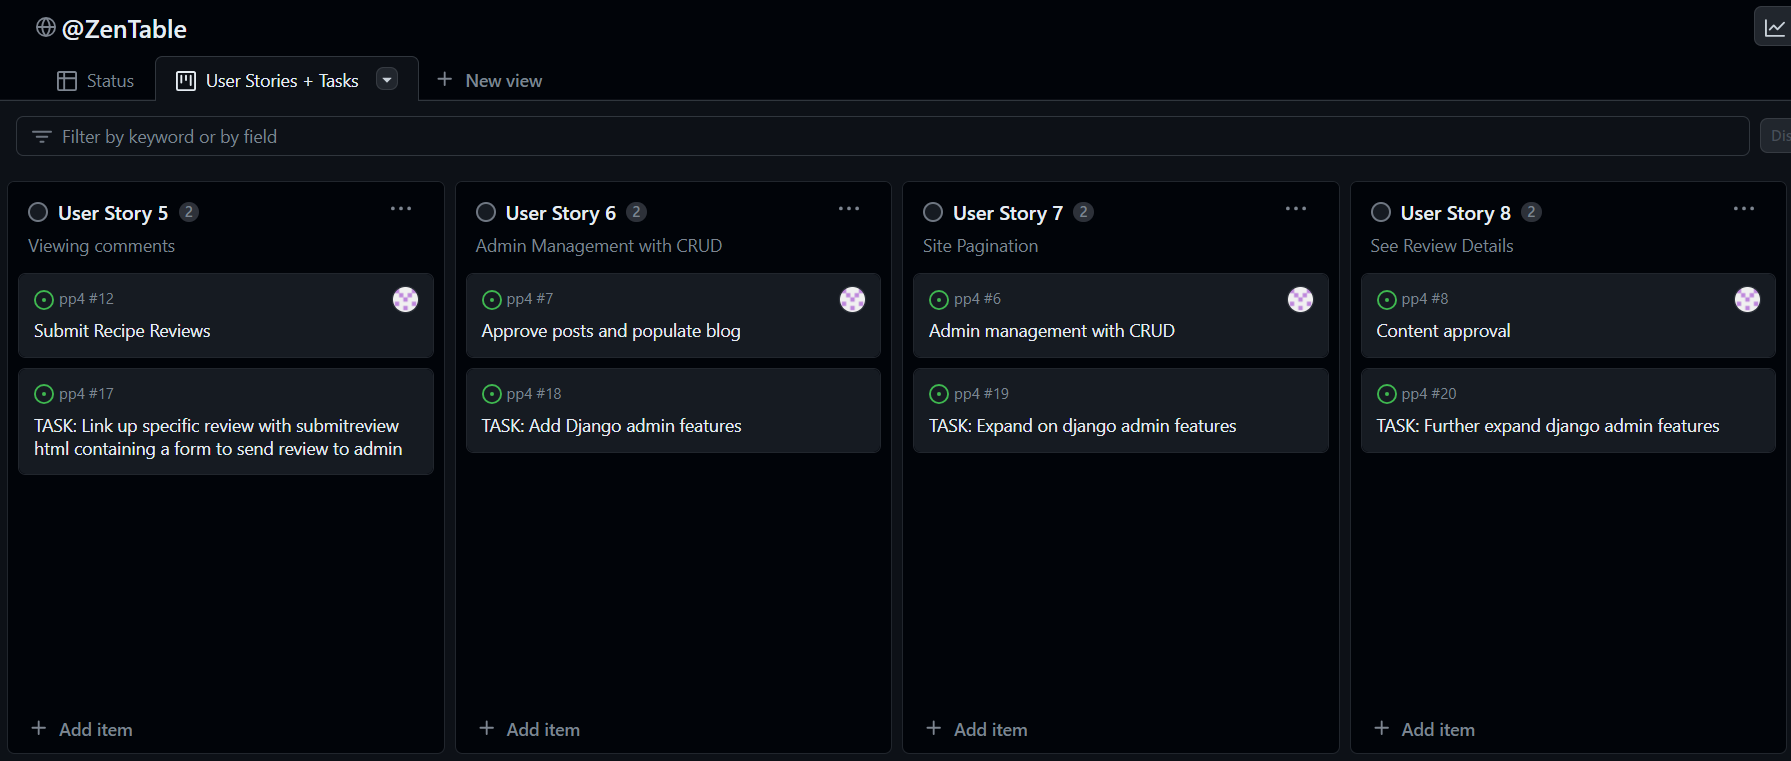 @ZenTable
Status
User Stories + Tasks
New view
Filter by keyword or by field
Dis
User Story 5 2
Viewing comments
pp4 #12
Submit Recipe Reviews
pp4 #17
TASK: Link up specific review with submitreview
html containing a form to send review to admin
Add item
User Story 6 2
Admin Management with CRUD
pp4 #7
Approve posts and populate blog
pp4 #18
TASK: Add Django admin features
Add item
User Story 7 2
Site Pagination
pp4 #6
Admin management with CRUD
pp4 #19
TASK: Expand on django admin features
Add item
User Story 8 2
See Review Details
pp4 #8
Content approval
pp4 #20
TASK: Further expand django admin features
Add item